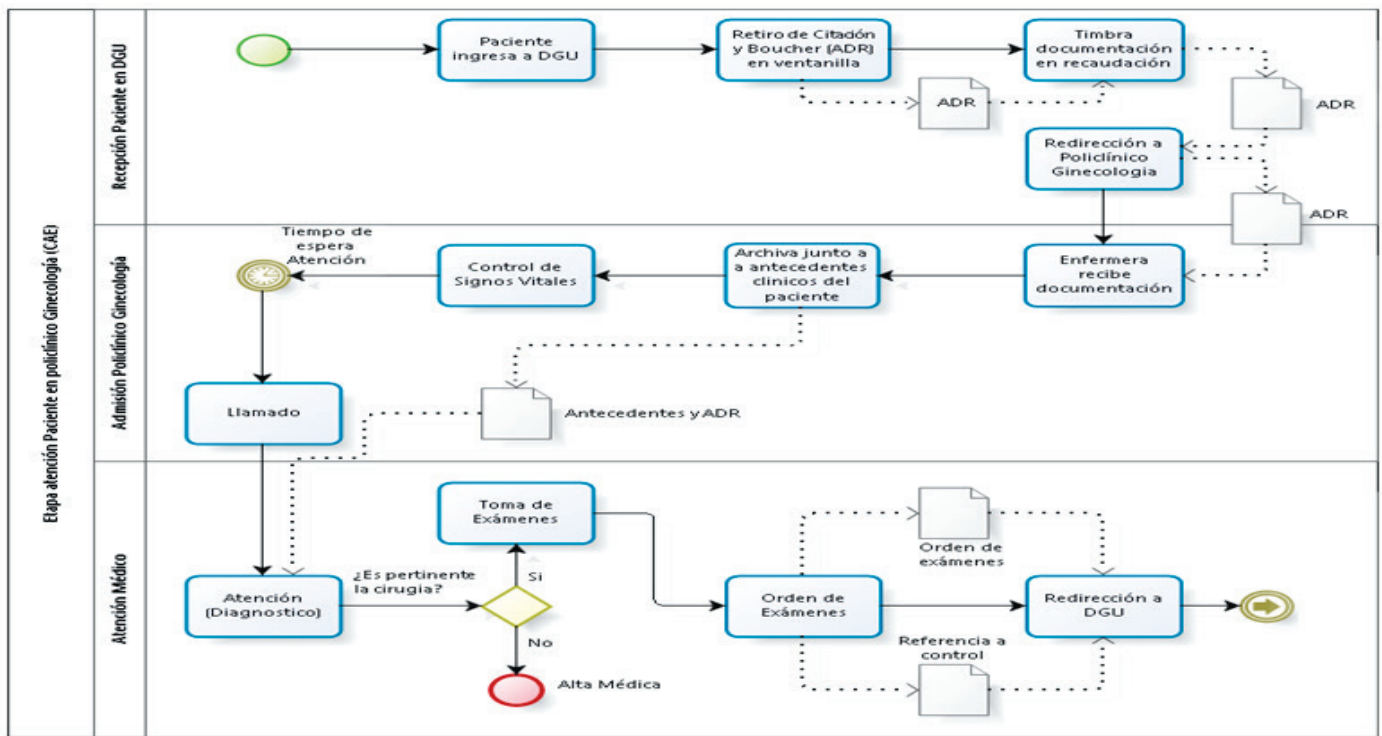 Etapa atención Paciente en policlínico Ginecología (CAE)
Recepción Paciente en DGU
Paciente
ingresa a DGU
Retiro de Citación
y Boucher (ADR)
en ventanilla
Timbra
documentación
en recaudación
ADR
ADR
Redirección a
Policlínico
Ginecologia
ADR
Admisión Policlínico Ginecología
Tiempo de
espera
Atención
Control de
Signos Vitales
Archiva junto a
a antecedentes
clinicos del
paciente
Enfermera
recibe
documentación
Llamado
Antecedentes y ADR
Atención Médico
Atención
(Diagnostico)
¿Es pertinente
la cirugia?
Si
No
Toma de
Exámenes
Alta Médica
Orden de
Exámenes
Orden de
exámenes
Referencia a
control
Redirección a
DGU